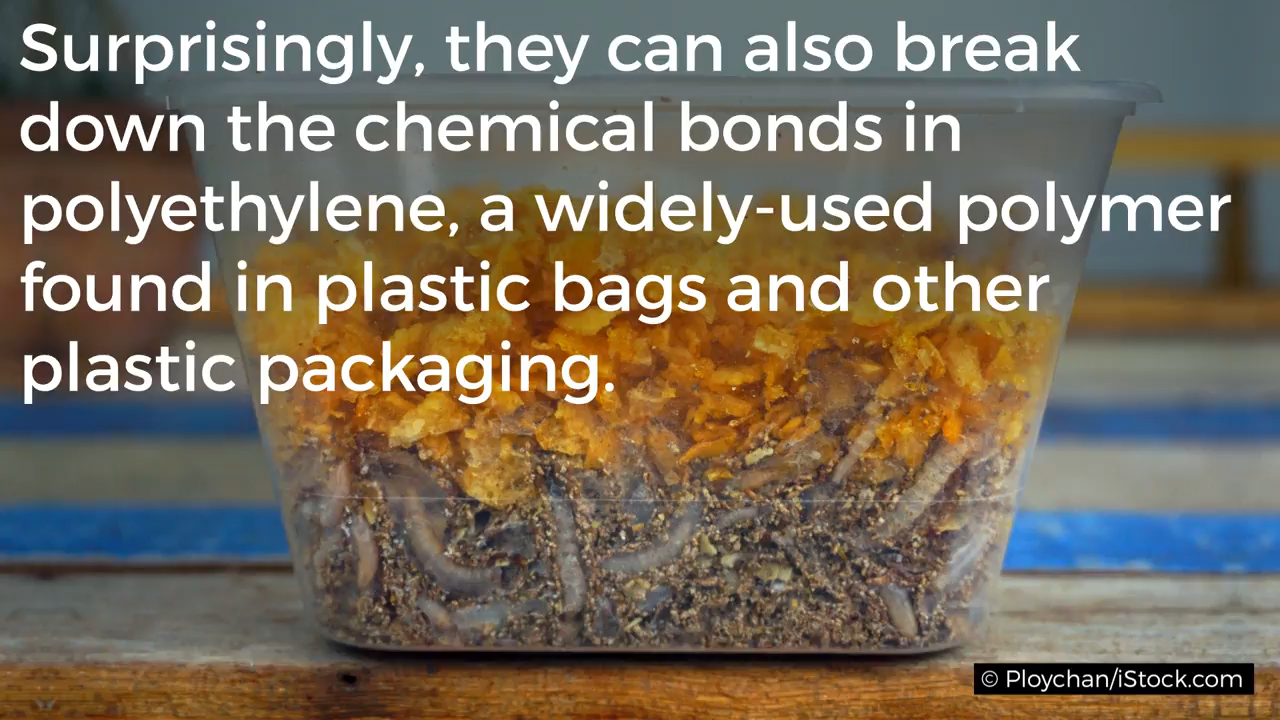 Surprisingly, they can also break
down the chemical bonds in
polyethylene, a widely-used polymer
found in plastic bags and other
plastic packaging.
© Ploychan/iStock.com